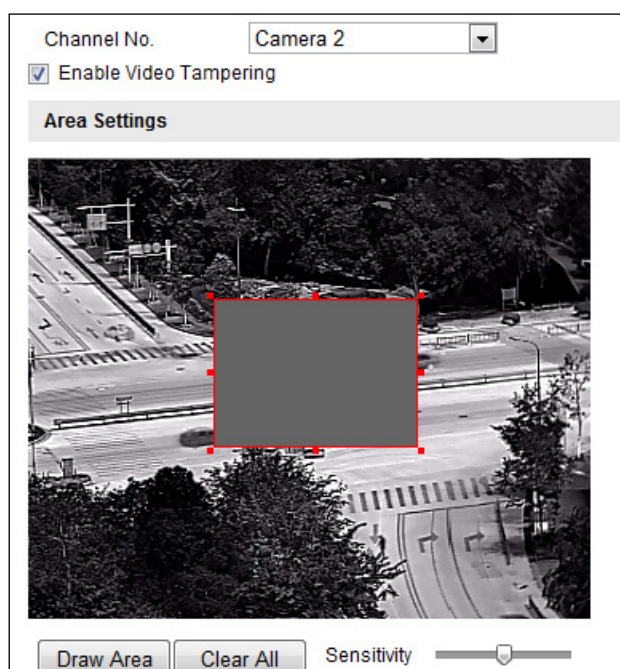 Channel No. Camera 2
Enable Video Tampering
Area Settings
Draw Area Clear All Sensitivity